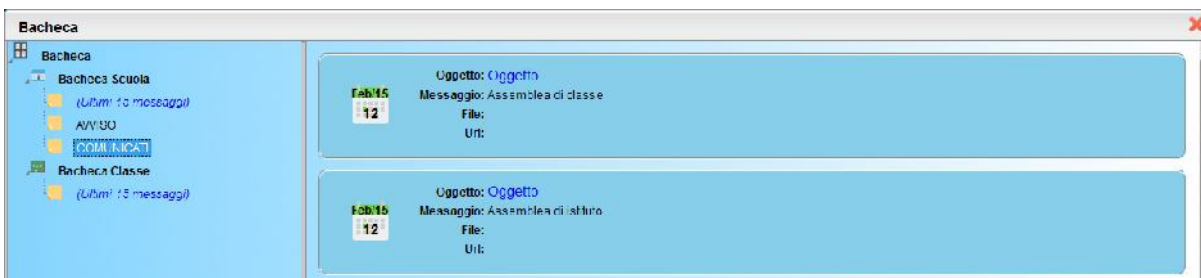 Bacheca
Bacheca
Bacheca Scuola
(Ultimi 15 messaggi)
AVVISO
COMUNICATI
Bacheca Classe
(Ultimi 15 messaggi)
Feb/15
12
Oggetto: Oggetto
Messaggio: Assemblea di classe
File:
Url:
Feb/15
12
Oggetto: Oggetto
Messaggio: Assemblea di istituto
File:
Url: